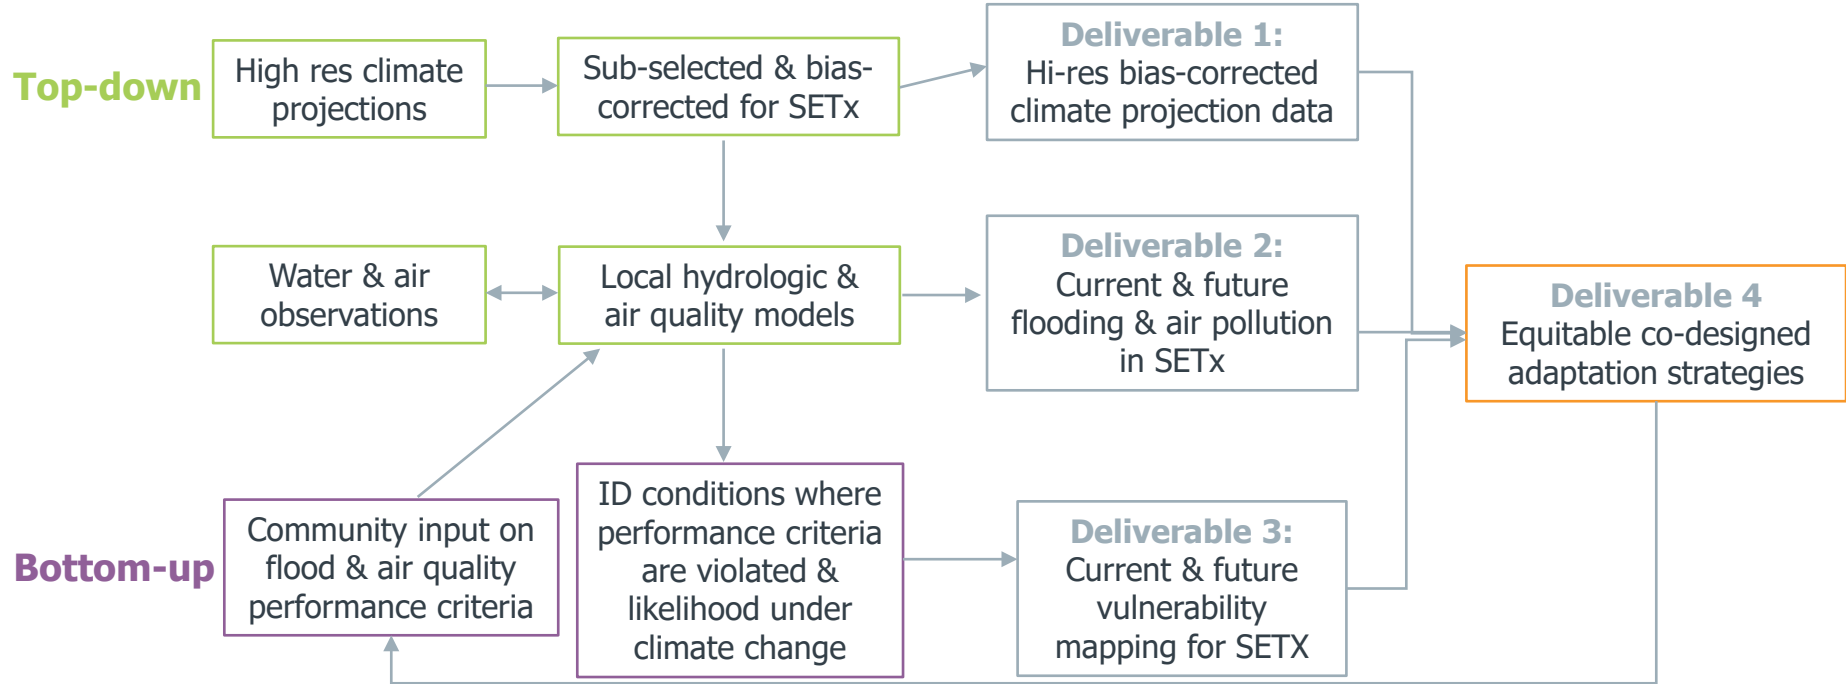 Top-down
High res climate
projections
Sub-selected & bias-
corrected for SETx
Deliverable 1:
Hi-res bias-corrected
climate projection data
Water & air
observations
Local hydrologic &
air quality models
Deliverable 2:
Current & future
flooding & air pollution
in SETx
Deliverable 4
Equitable co-designed
adaptation strategies
Bottom-up
Community input on
flood & air quality
performance criteria
ID conditions where
performance criteria
are violated &
likelihood under
climate change
Deliverable 3:
Current & future
vulnerability
mapping for SETX